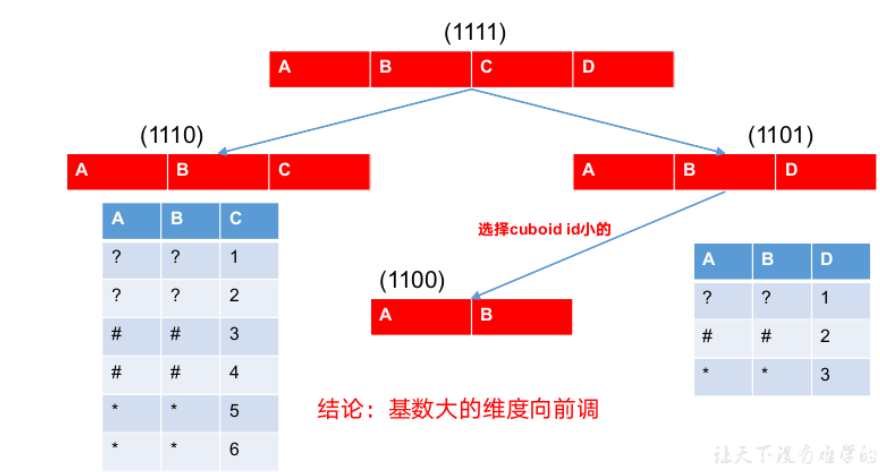 (1111)
A B C D
(1110)
(1101)
A B C
A B D
A B C
? ? 1
? ? 2
# # 3
# # 4
* * 5
* * 6
选择cuboid id小的
(1100)
A B
A B D
? ? 1
# # 2
* * 3
结论：基数大的维度向前调
让天下没有难学的